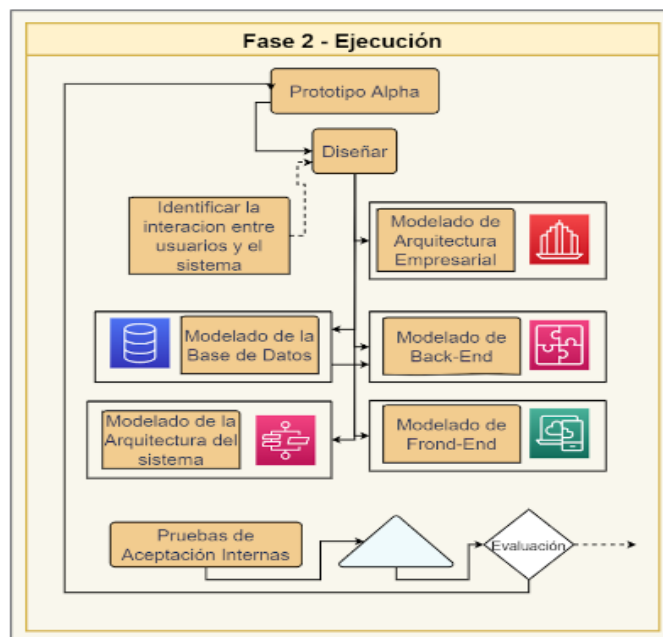 Fase 2 - Ejecución
Prototipo Alpha
Diseñar
Identificar la
interacion entre
usuarios y el
sistema
Modelado de
Arquitectura
Empresarial
Modelado de la
Base de Datos
Modelado de
Back-End
Modelado de la
Arquitectura del
sistema
Modelado de
Frond-End
Pruebas de
Aceptación Internas
Evaluación